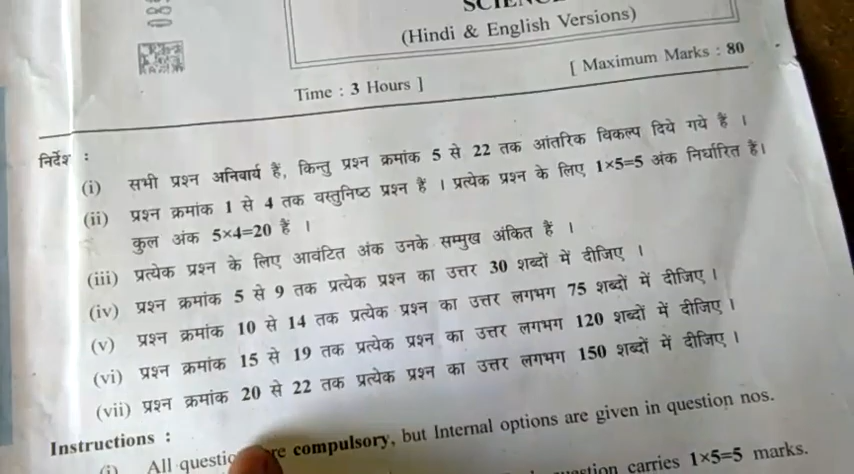 (Hindi & English Versions)
Time : 3 Hours ]
[ Maximum Marks : 80
निर्देश :
(i) सभी प्रश्न अनिवार्य हैं, किन्तु प्रश्न क्रमांक 5 से 22 तक आंतरिक विकल्प दिये गये हैं ।
(ii) प्रश्न क्रमांक 1 से 4 तक वस्तुनिष्ठ प्रश्न हैं । प्रत्येक प्रश्न के लिए 1×5=5 अंक निर्धारित है।
कुल अंक 5×4=20 हैं ।
(iii) प्रत्येक प्रश्न के लिए आवंटित अंक उनके सम्मुख अंकित हैं ।
(iv) प्रश्न क्रमांक 5 से 9 तक प्रत्येक प्रश्न का उत्तर 30 शब्दों में दीजिए ।
(v) प्रश्न क्रमांक 10 से 14 तक प्रत्येक प्रश्न का उत्तर लगभग 75 शब्दों में दीजिए ।
(vi) प्रश्न क्रमांक 15 से 19 तक प्रत्येक प्रश्न का उत्तर लगभग 120 शब्दों में दीजिए ।
(vii) प्रश्न क्रमांक 20 से 22 तक प्रत्येक प्रश्न का उत्तर लगभग 150 शब्दों में दीजिए ।
Instructions :
(i) All compulsory, but Internal options are given in question nos.
carries 1×5=5 marks.